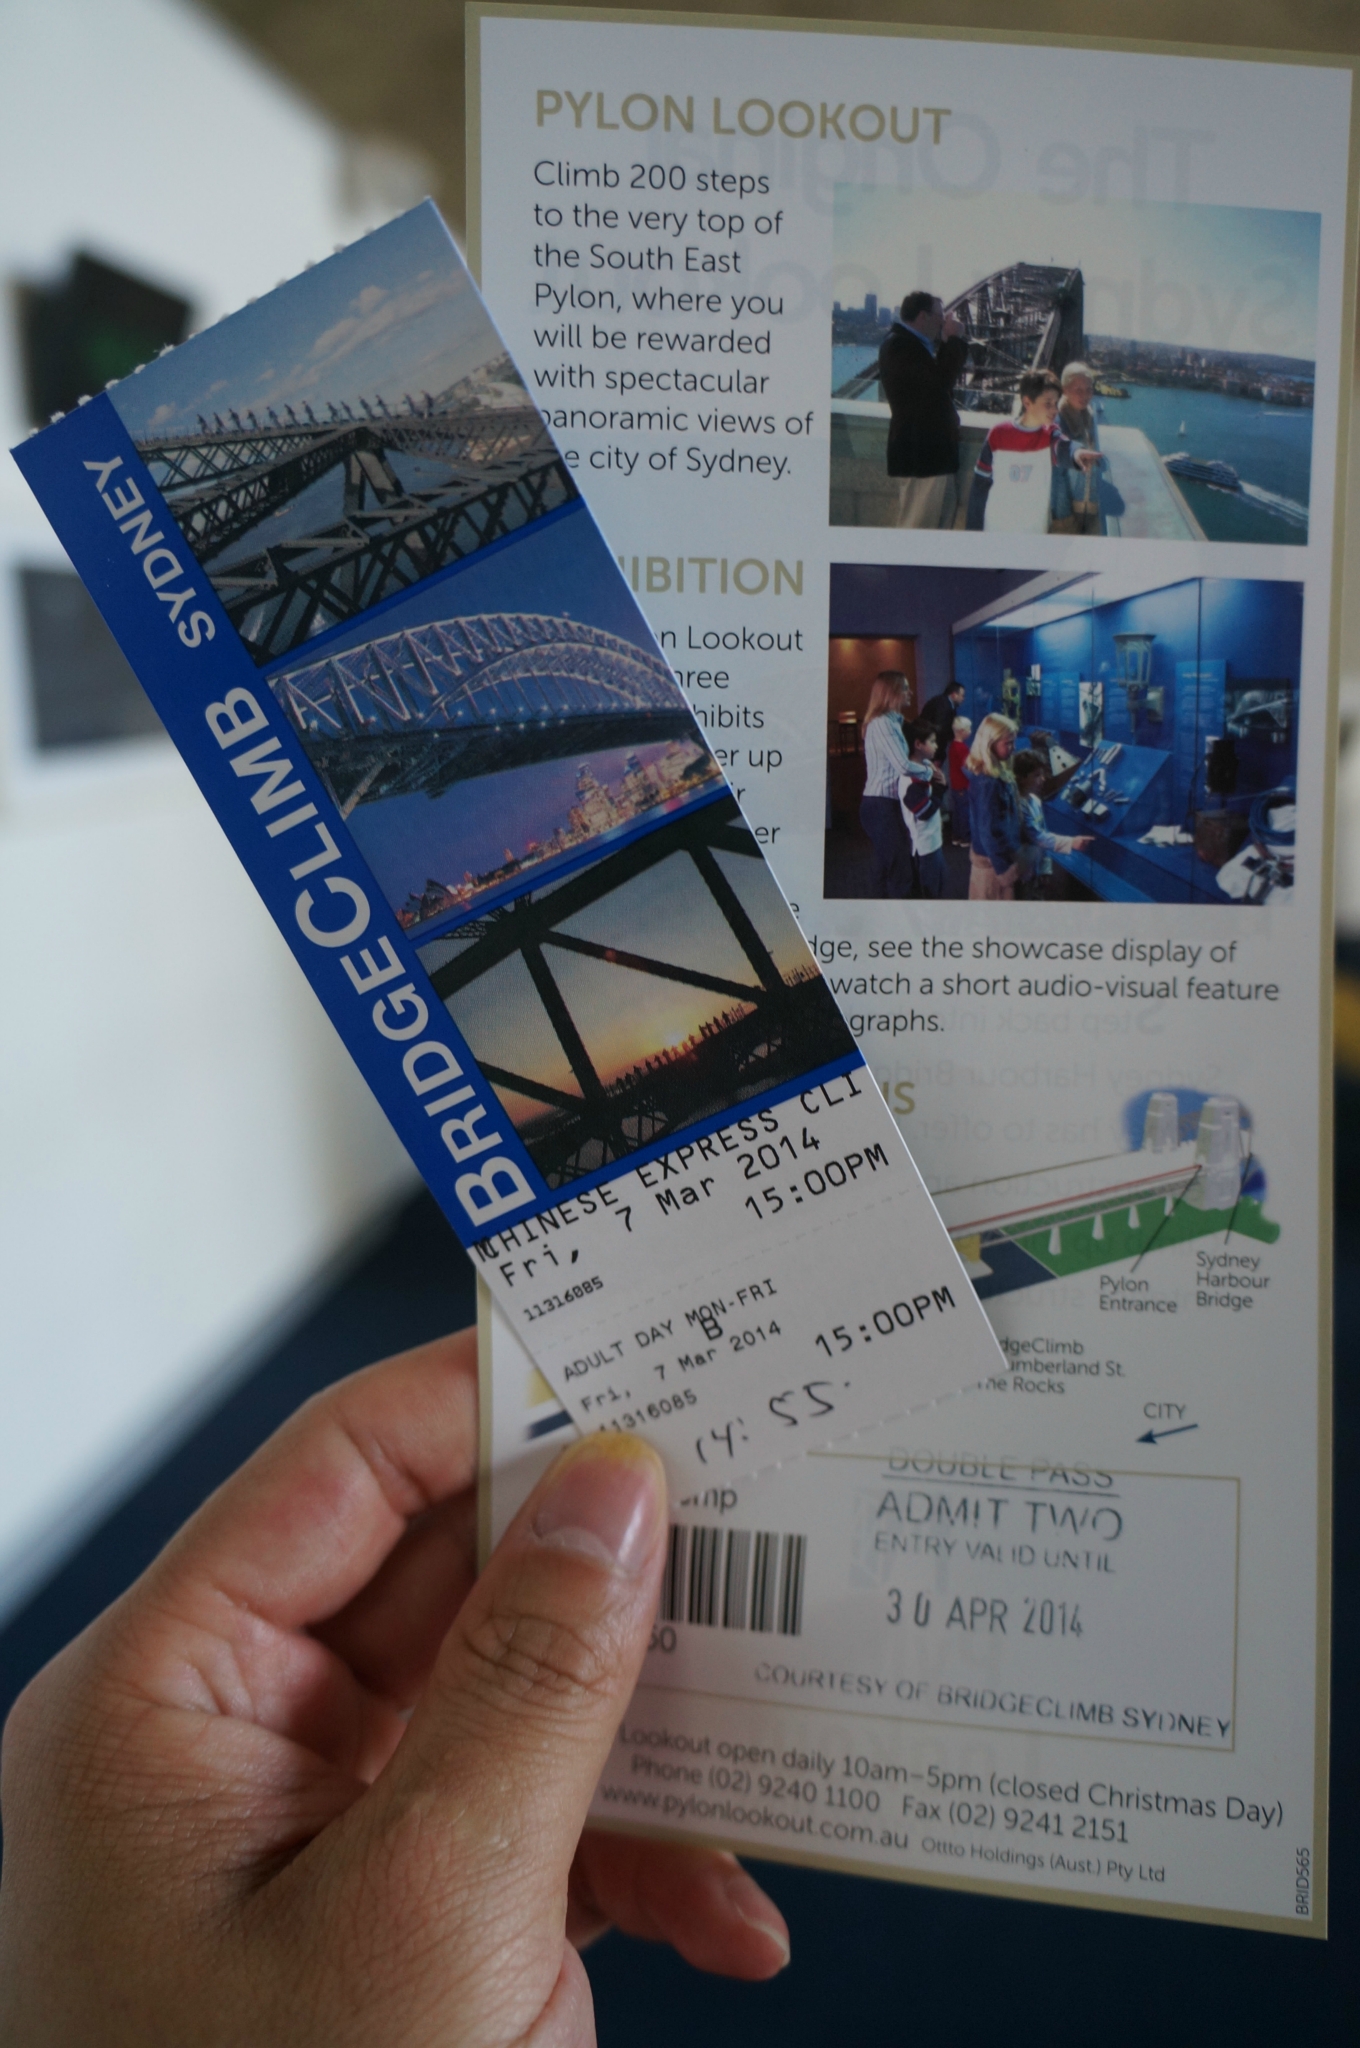 PYLON LOOKOUT
Climb 200 steps
to the very top of
the South East
Pylon, where you
will be rewarded
with spectacular
panoramic views of
e city of Sydney.
IBITION
n Lookout
hree
hibits
er up
ir
er
e
dge, see the showcase display of
watch a short audio-visual feature
graphs.
US
Pylon
Entrance
Sydney
Harbour
Bridge
dgeClimb
umberland St.
The Rocks
CITY
BRIDGECLIMB SYDNEY
CHINESE EXPRESS CLI
Fri, 7 Mar 2014
15:00PM
11316085
ADULT DAY MON-FRI
B
Fri, 7 Mar 2014
15:00PM
11316085
14:55.
DOUBLE PASS
ADMIT TWO
ENTRY VALID UNTIL
30 APR 2014
COURTESY OF BRIDGECLIMB SYDNEY
50
Lookout open daily 10am–5pm (closed Christmas Day)
Phone (02) 9240 1100 Fax (02) 9241 2151
www.pylonlookout.com.au Ottto Holdings (Aust.) Pty Ltd
BRID565